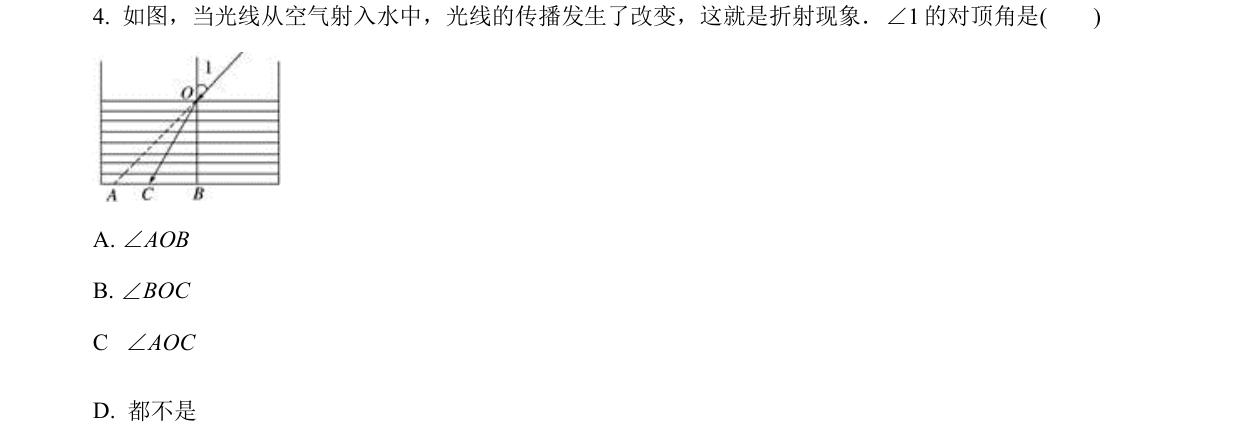 4. 如图，当光线从空气射入水中，光线的传播发生了改变，这就是折射现象．∠1的对顶角是(  )
1
O
A C B
A. ∠AOB
B. ∠BOC
C ∠AOC
D. 都不是